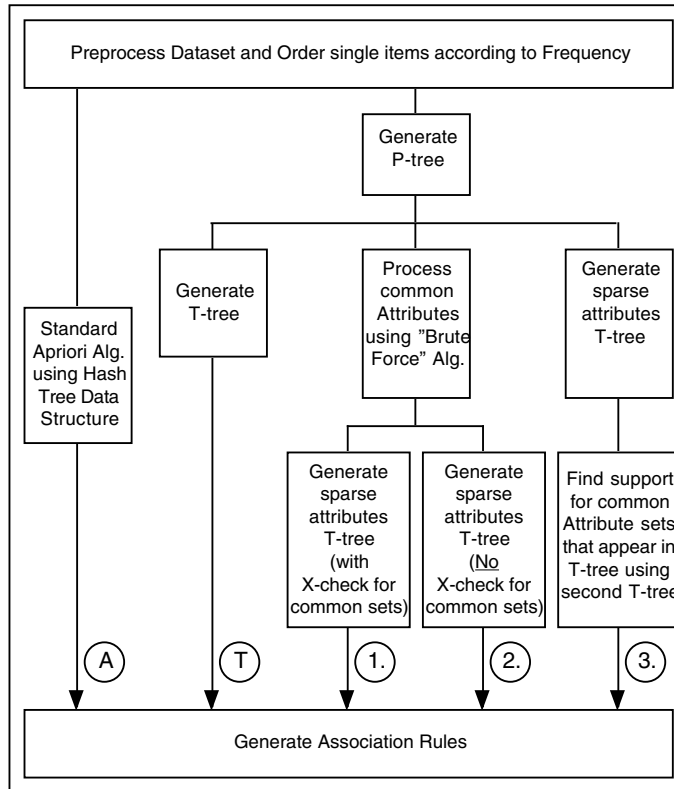 Preprocess Dataset and Order single items according to Frequency
Generate
P-tree
Generate
T-tree
Process
common
Attributes
using ”Brute
Force” Alg.
Generate
sparse
attributes
T-tree
Standard
Apriori Alg.
using Hash
Tree Data
Structure
Generate
sparse
attributes
T-tree
(with
X-check for
common sets)
Generate
sparse
attributes
T-tree
(No
X-check for
common sets)
Find support
for common
Attribute sets
that appear in
T-tree using
second T-tree
A
T
1.
2.
3.
Generate Association Rules